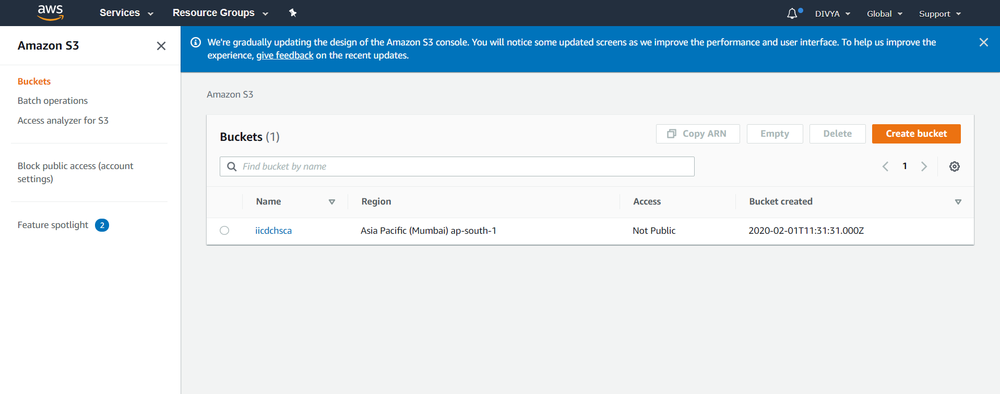 aws Services Resource Groups DIVYA Global Support
Amazon S3
Buckets
Batch operations
Access analyzer for S3
Block public access (account
settings)
Feature spotlight 2
We're gradually updating the design of the Amazon S3 console. You will notice some updated screens as we improve the performance and user interface. To help us improve the
experience, give feedback on the recent updates.
Amazon S3
Buckets (1) Copy ARN Empty Delete Create bucket
Find bucket by name 1
Name Region Access Bucket created
iicdchsca Asia Pacific (Mumbai) ap-south-1 Not Public 2020-02-01T11:31:31.000Z